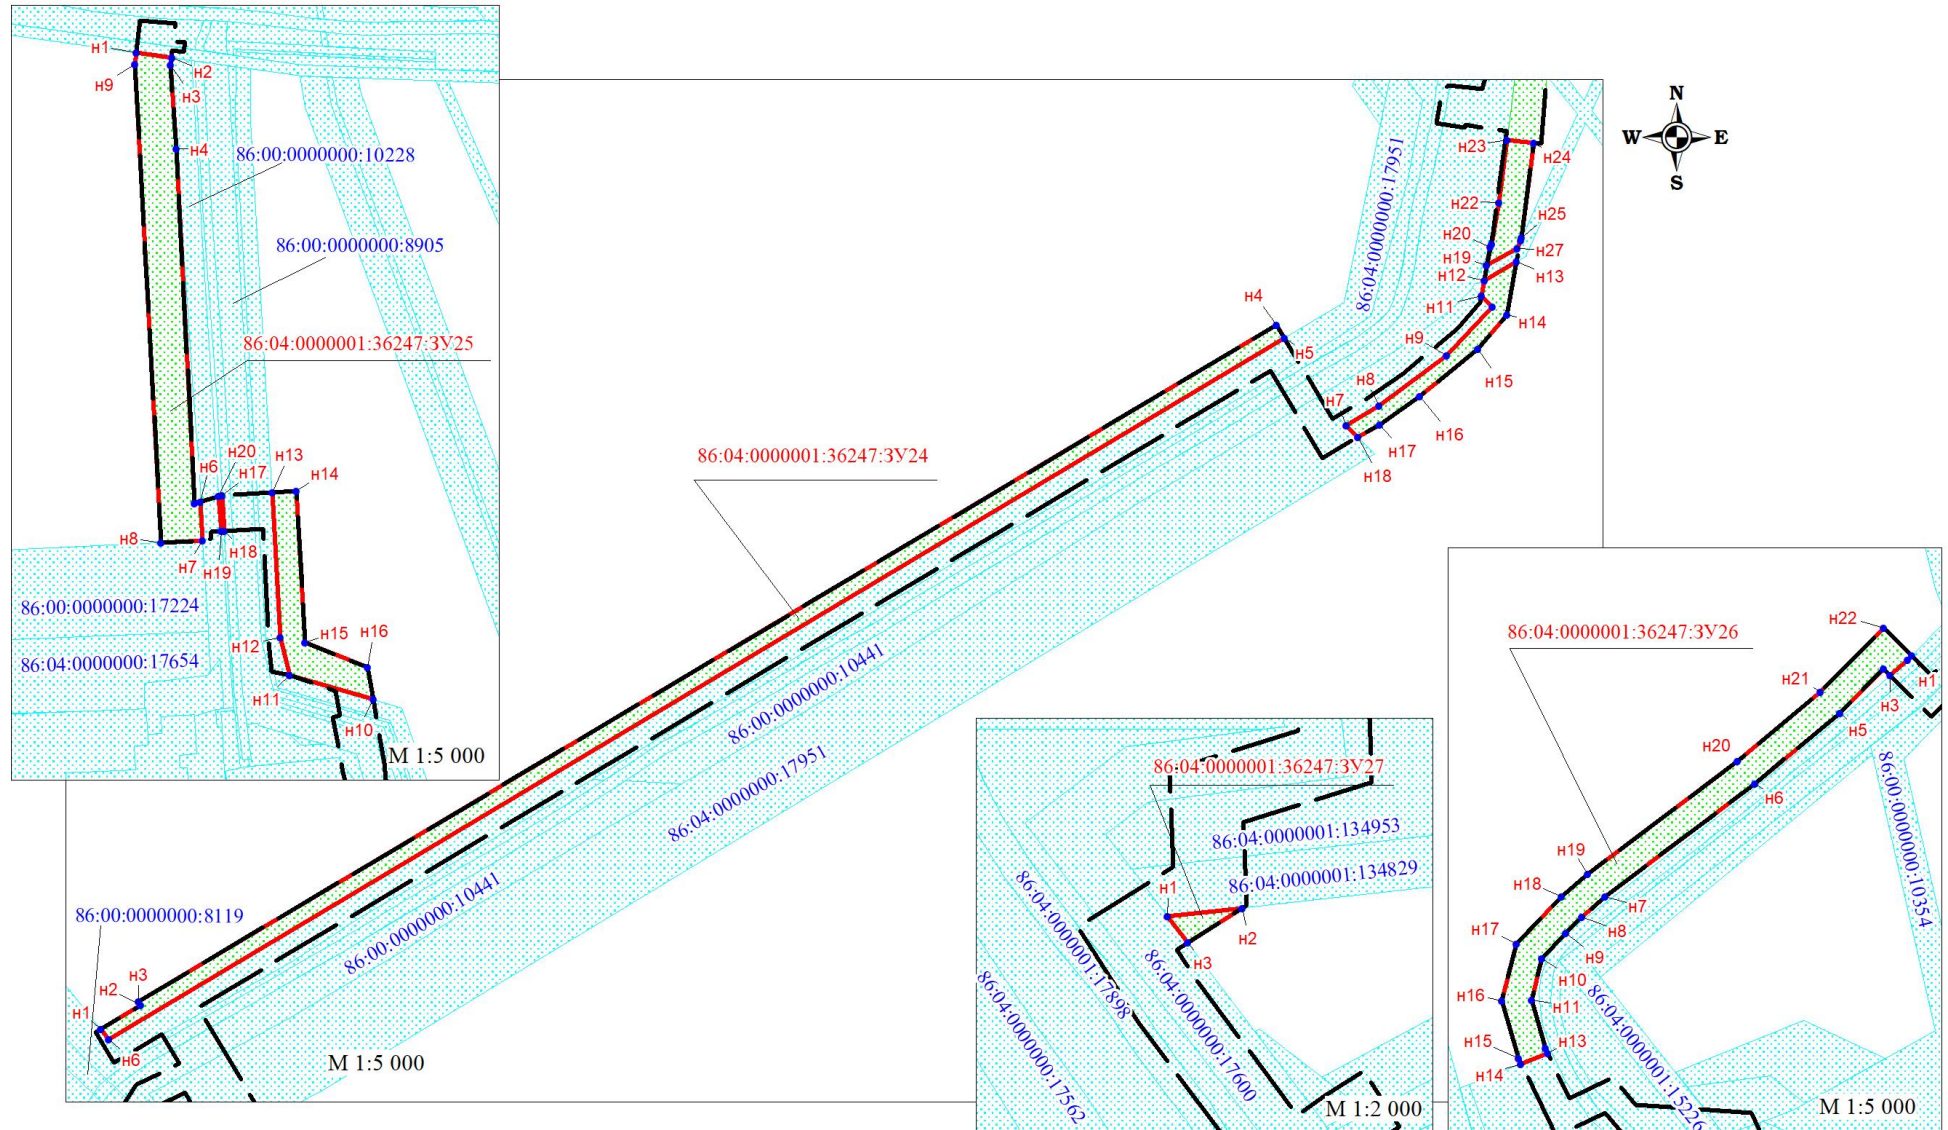 н1
н2
н9
н3
н4
86:00:0000000:10228
86:00:0000000:8905
86:04:0000001:36247:ЗУ25
н6
н20
н17
н13
н14
н8
н7
н19
н18
86:00:0000000:17224
86:04:0000000:17654
н12
н15
н16
н11
н10
М 1:5 000
86:04:0000001:36247:ЗУ24
н4
н5
86:04:0000000:17951
н23
н24
н22
н25
н20
н27
н19
н12
н13
н11
н14
н9
н15
н8
н7
н16
н17
н18
86:00:0000000:10441
86:04:0000000:17951
86:00:0000000:10441
86:00:0000000:8119
н3
н2
н1
н6
М 1:5 000
N
W
E
S
86:04:0000001:36247:ЗУ27
86:04:0000001:134953
86:04:0000001:134829
н1
н2
н3
86:04:0000001:17898
86:04:0000000:17600
86:04:0000000:17562
М 1:2 000
86:04:0000001:36247:ЗУ26
н22
н1
н21
н3
н5
н20
н6
86:00:0000000:10354
н19
н18
н7
н8
н17
н9
н10
н16
н11
86:04:0000001:15226
н15
н13
н14
М 1:5 000